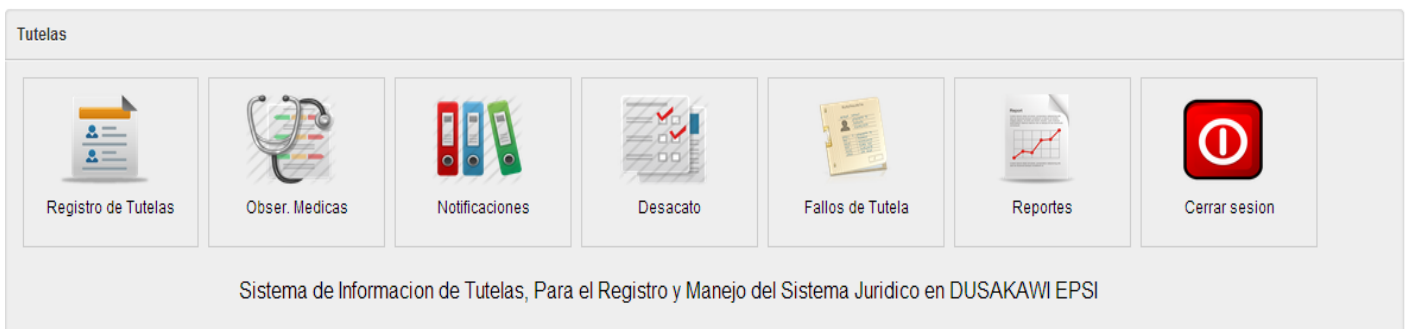 Tutelas
Registro de Tutelas
Obser. Medicas
Notificaciones
Desacato
Fallos de Tutela
Reportes
Cerrar sesion
Sistema de Informacion de Tutelas, Para el Registro y Manejo del Sistema Juridico en DUSAKAWI EPSI